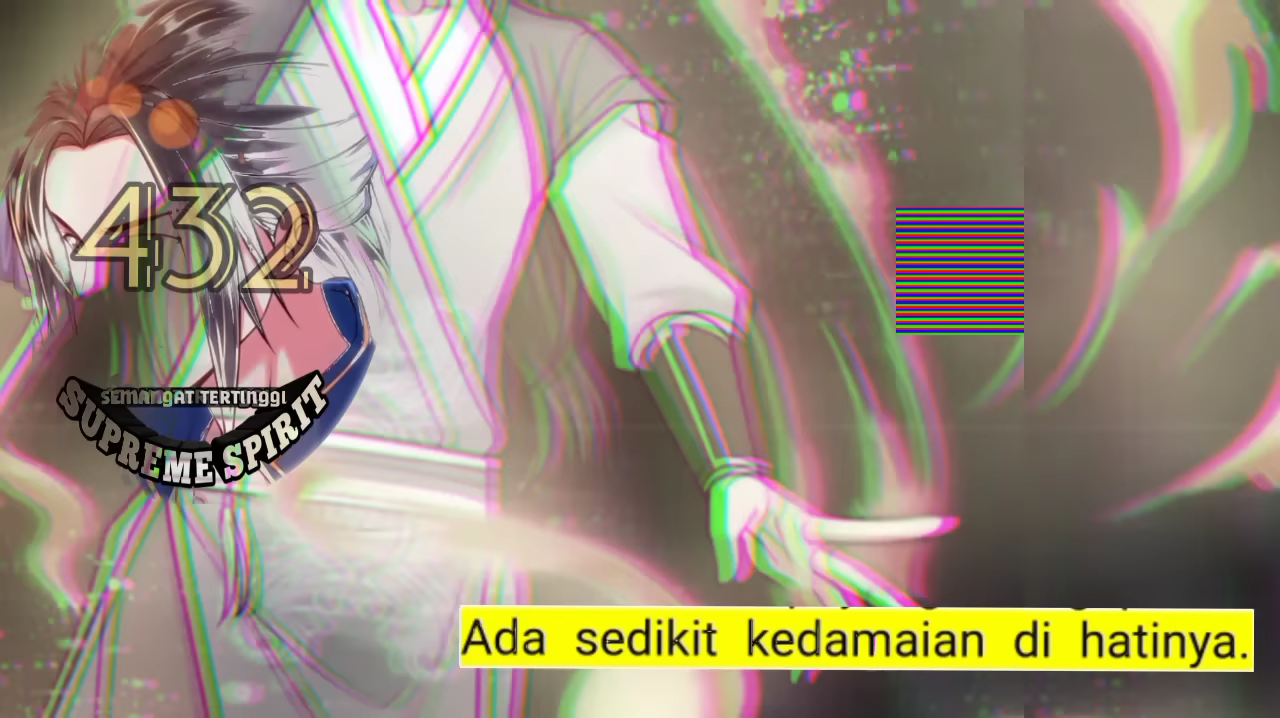 432
SEMANGAT TERTINGGI
SUPREME SPIRIT
Ada sedikit kedamaian di hatinya.